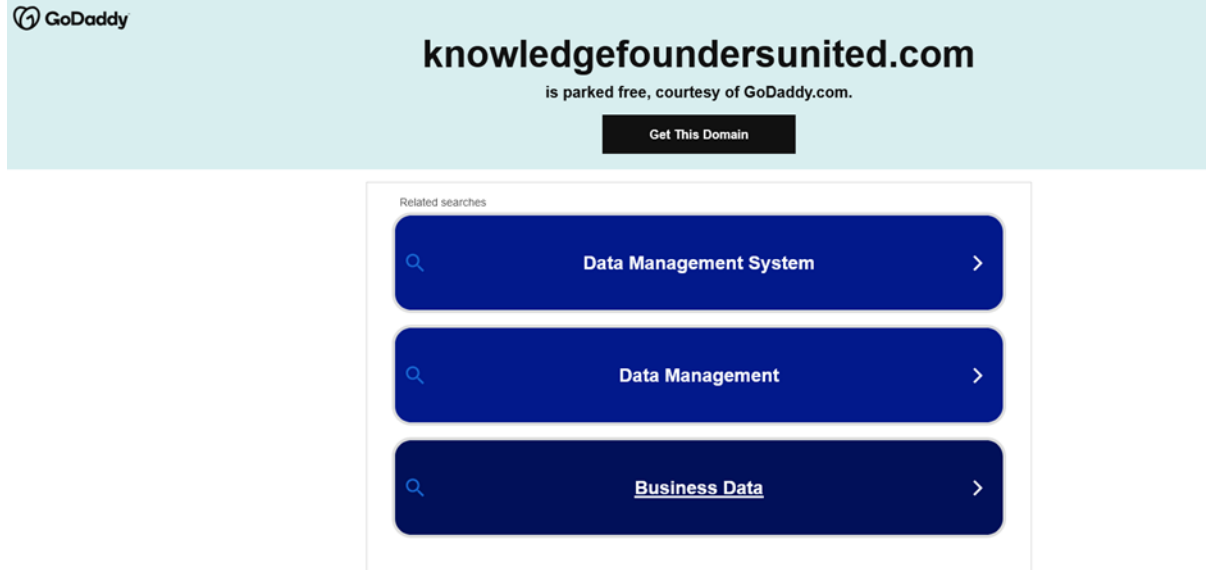 GoDaddy
knowledgefoundersunited.com
is parked free, courtesy of GoDaddy.com.
Get This Domain
Related searches
Data Management System
Data Management
Business Data